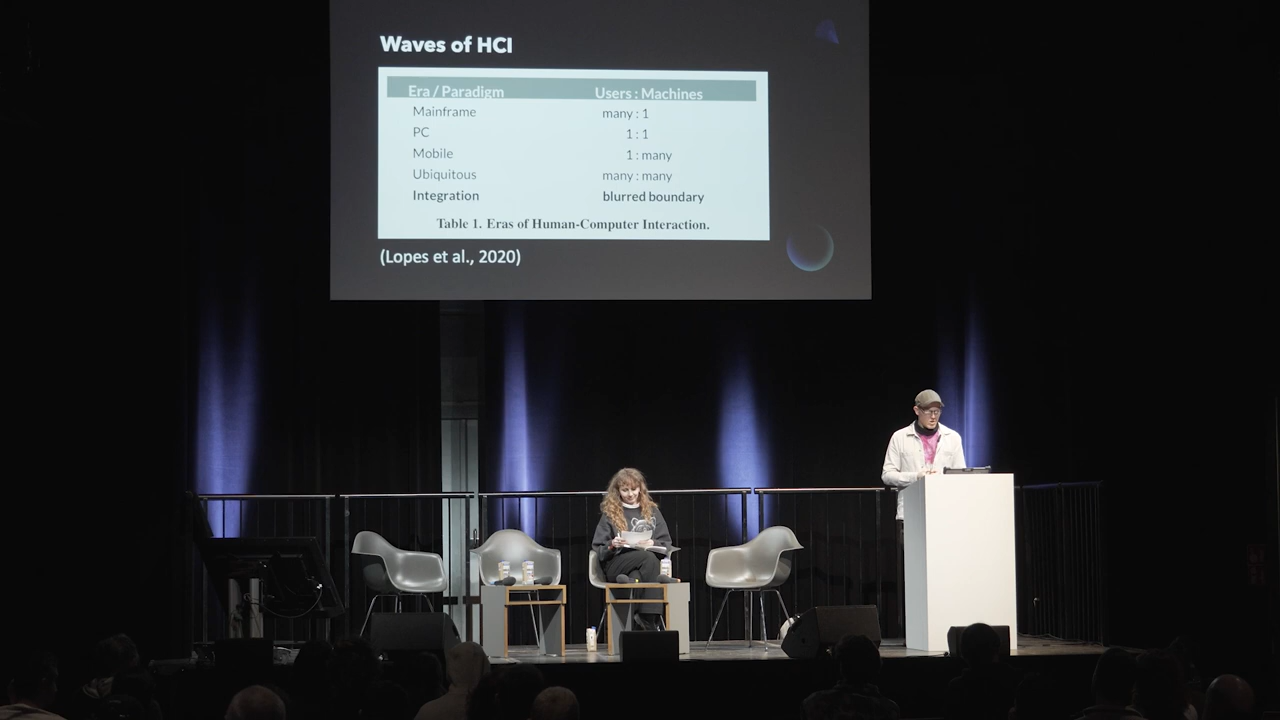 Waves of HCI
Era / Paradigm Users : Machines
Mainframe many : 1
PC 1 : 1
Mobile 1 : many
Ubiquitous many : many
Integration blurred boundary
Table 1. Eras of Human-Computer Interaction.
(Lopes et al., 2020)